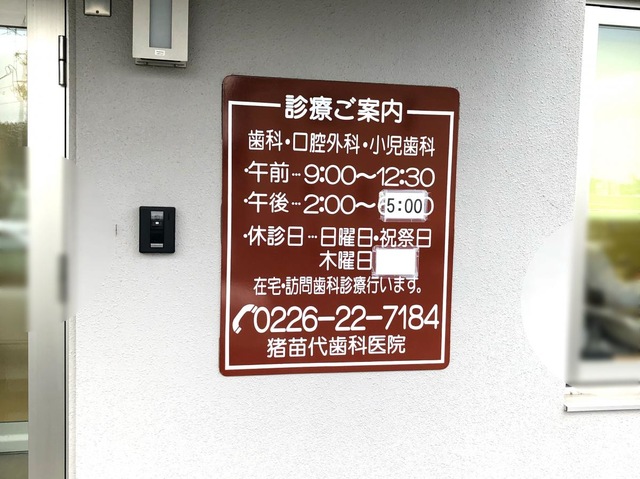 診療ご案内
歯科・口腔外科・小児歯科
・午前…9:00〜12:30
・午後…2:00〜5:00
・休診日…日曜日・祝祭日
木曜日
在宅・訪問歯科診療行います。
0226-22-7184
猪苗代歯科医院